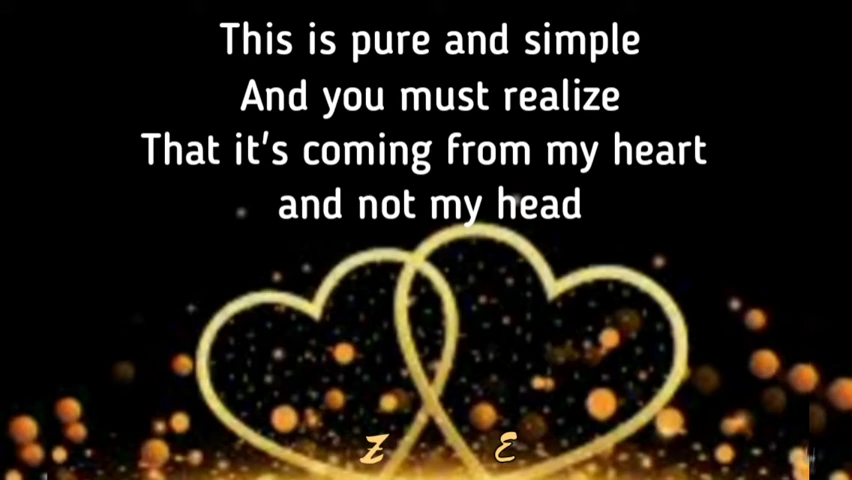 This is pure and simple
And you must realize
That it's coming from my heart
and not my head
Z E